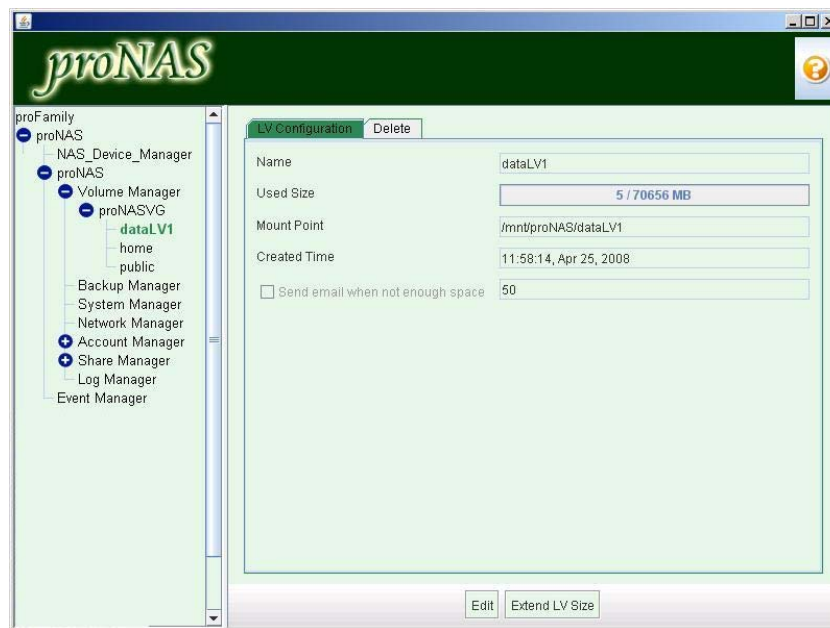 proNAS
proFamily
proNAS
NAS_Device_Manager
proNAS
Volume Manager
proNASVG
dataLV1
home
public
Backup Manager
System Manager
Network Manager
Account Manager
Share Manager
Log Manager
Event Manager
LV Configuration Delete
Name dataLV1
Used Size 5 / 70656 MB
Mount Point /mnt/proNAS/dataLV1
Created Time 11:58:14, Apr 25, 2008
Send email when not enough space 50
Edit Extend LV Size